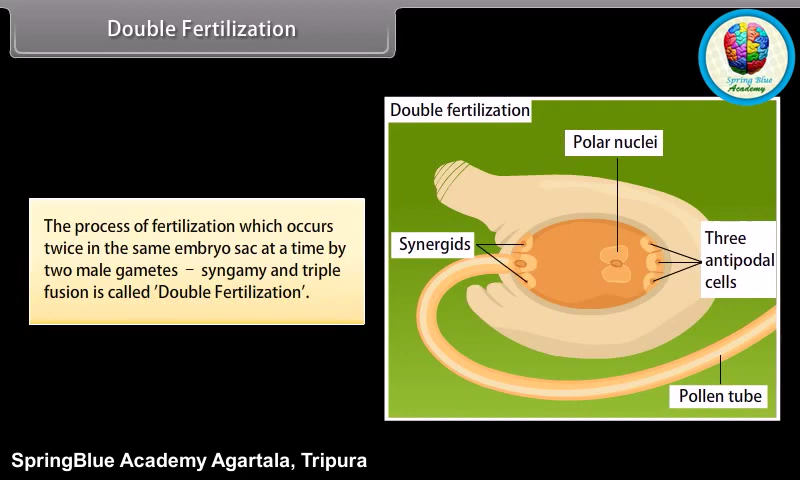 Double Fertilization
Spring Blue
Academy
Double fertilization
Polar nuclei
The process of fertilization which occurs
twice in the same embryo sac at a time by
two male gametes – syngamy and triple
fusion is called 'Double Fertilization'.
Synergids
Three
antipodal
cells
Pollen tube
SpringBlue Academy Agartala, Tripura